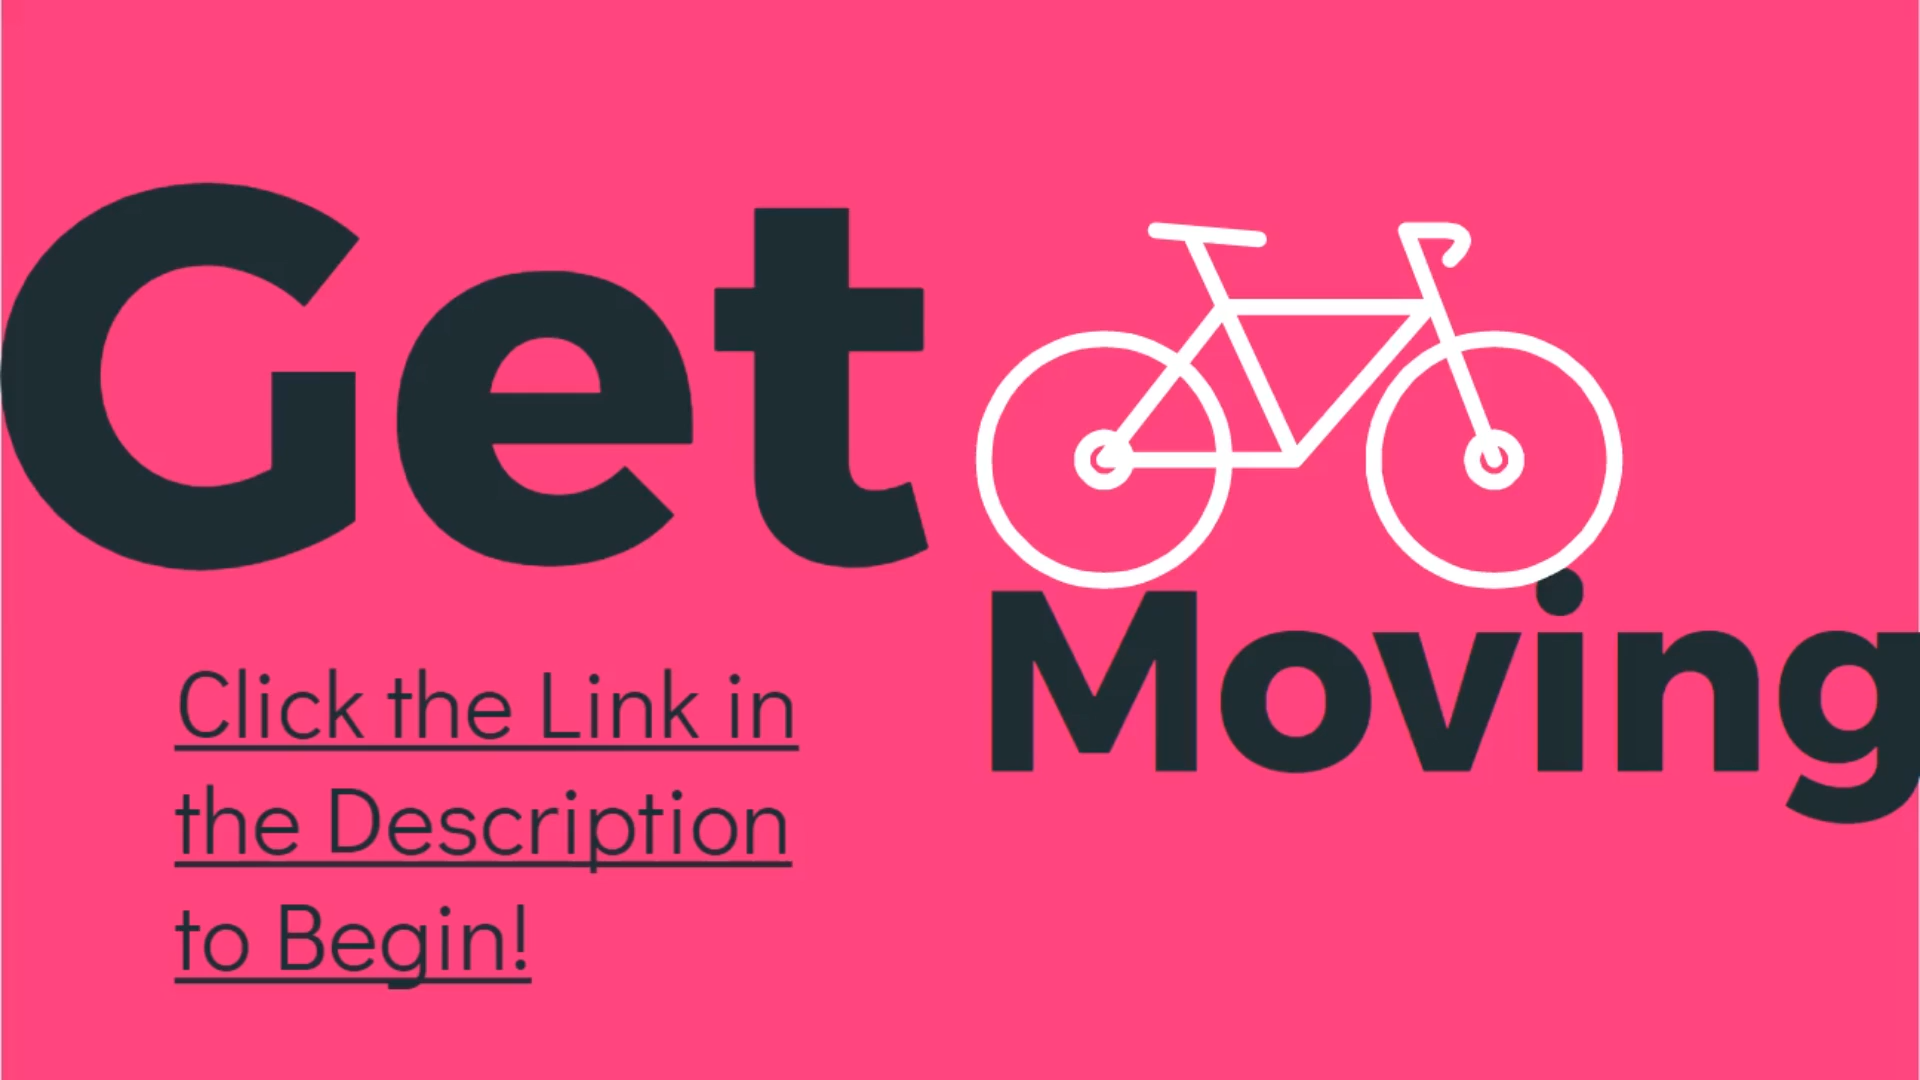 Get
Moving
Click the Link in
the Description
to Begin!